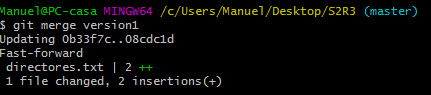 Manuel@PC-casa MINGW64 /c/Users/Manuel/Desktop/S2R3 (master)
$ git merge version1
Updating 0b33f7c..08cdc1d
Fast-forward
 directores.txt | 2 ++
 1 file changed, 2 insertions(+)